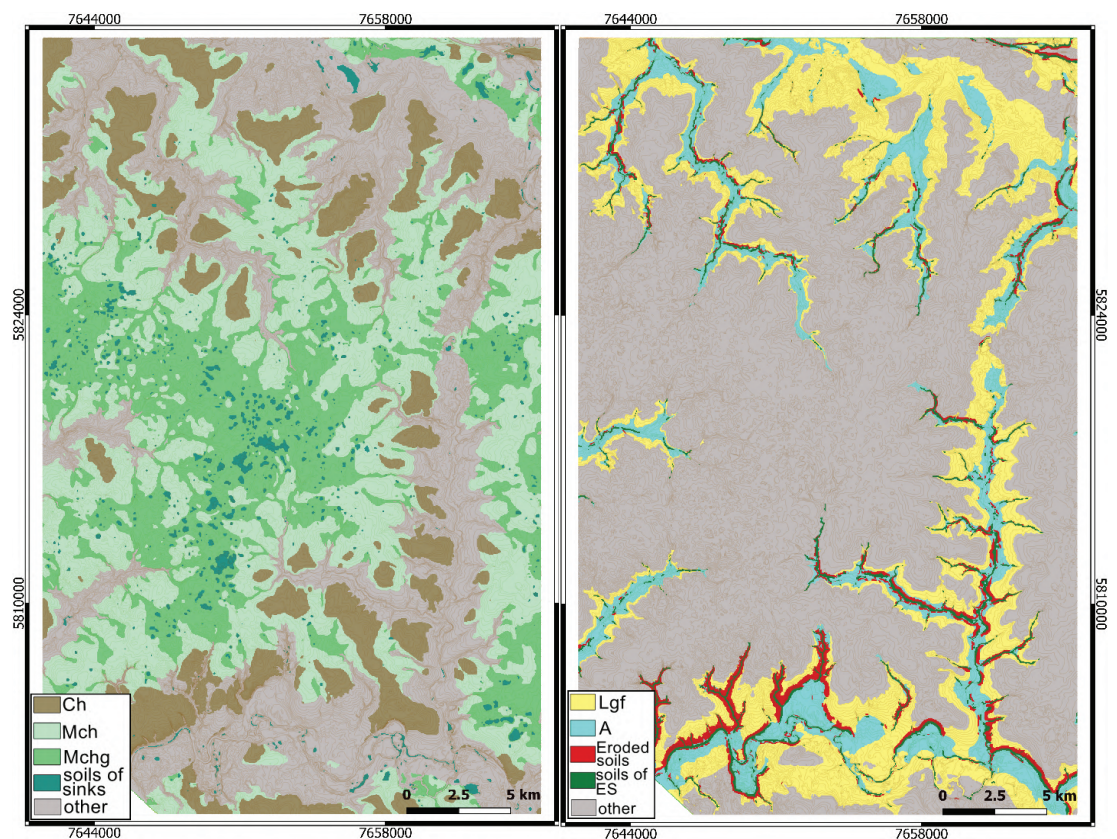 7644000
7658000
7644000
7658000
5824000
5824000
5810000
5810000
Ch
Mch
Mchg
soils of
sinks
other
0 2.5 5 km
Lgf
A
Eroded
soils
soils of
ES
other
0 2.5 5 km
7644000
7658000
7644000
7658000